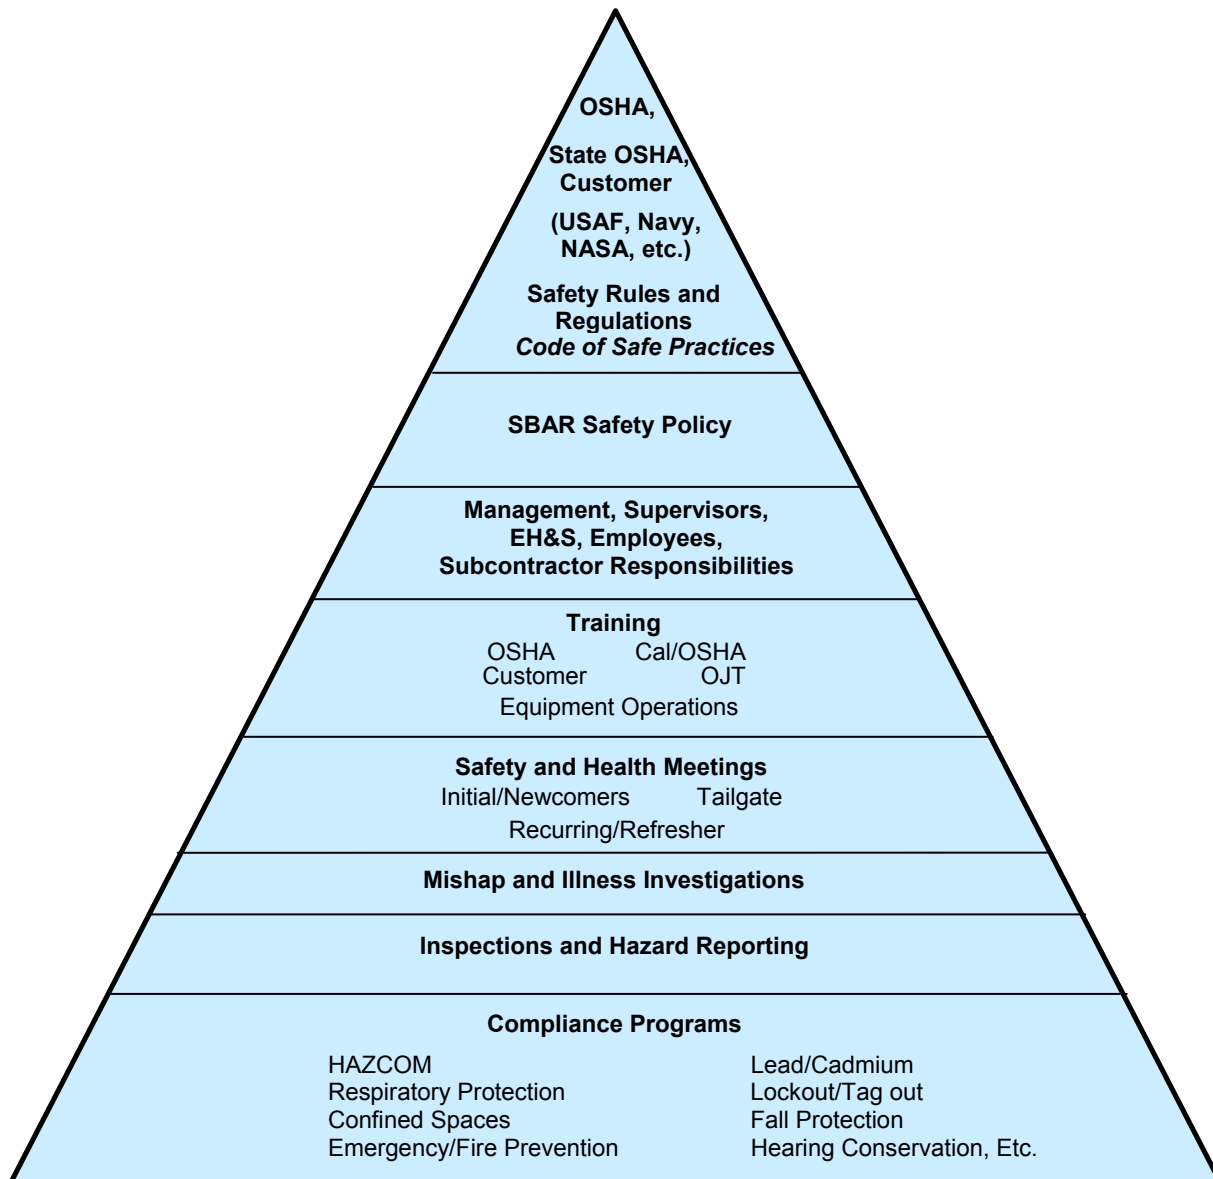 OSHA,
State OSHA,
Customer
(USAF, Navy,
NASA, etc.)
Safety Rules and
Regulations
Code of Safe Practices
SBAR Safety Policy
Management, Supervisors,
EH&S, Employees,
Subcontractor Responsibilities
Training
OSHA Cal/OSHA
Customer OJT
Equipment Operations
Safety and Health Meetings
Initial/Newcomers Tailgate
Recurring/Refresher
Mishap and Illness Investigations
Inspections and Hazard Reporting
Compliance Programs
HAZCOM Lead/Cadmium
Respiratory Protection Lockout/Tag out
Confined Spaces Fall Protection
Emergency/Fire Prevention Hearing Conservation, Etc.